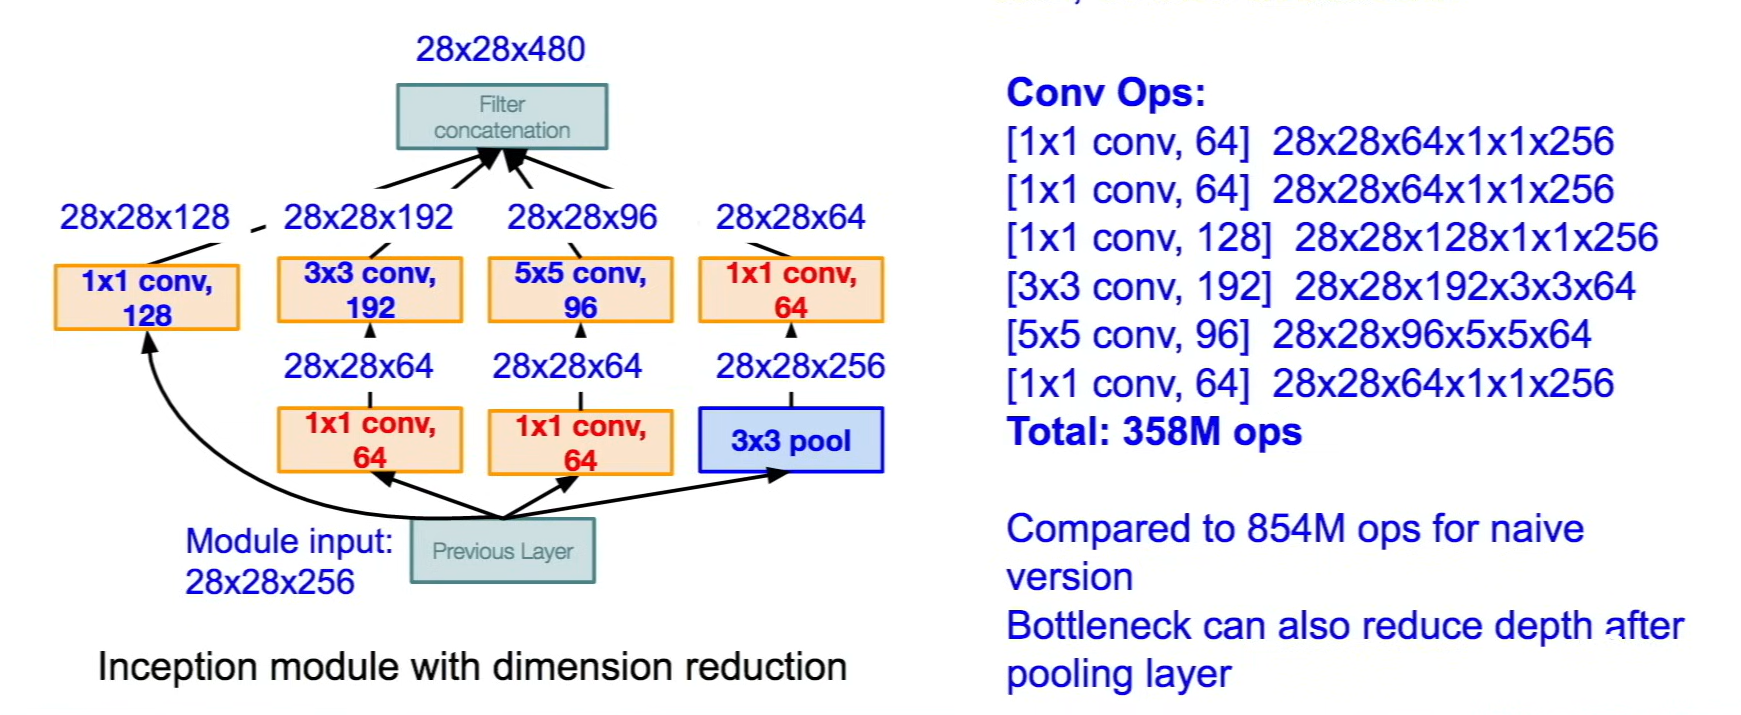 28x28x480
Filter
concatenation
28x28x128
28x28x192
28x28x96
28x28x64
1x1 conv,
128
3x3 conv,
192
5x5 conv,
96
1x1 conv,
64
28x28x64
28x28x64
28x28x256
1x1 conv,
64
1x1 conv,
64
3x3 pool
Module input:
28x28x256
Previous Layer
Inception module with dimension reduction
Conv Ops:
[1x1 conv, 64] 28x28x64x1x1x256
[1x1 conv, 64] 28x28x64x1x1x256
[1x1 conv, 128] 28x28x128x1x1x256
[3x3 conv, 192] 28x28x192x3x3x64
[5x5 conv, 96] 28x28x96x5x5x64
[1x1 conv, 64] 28x28x64x1x1x256
Total: 358M ops
Compared to 854M ops for naive
version
Bottleneck can also reduce depth after
pooling layer